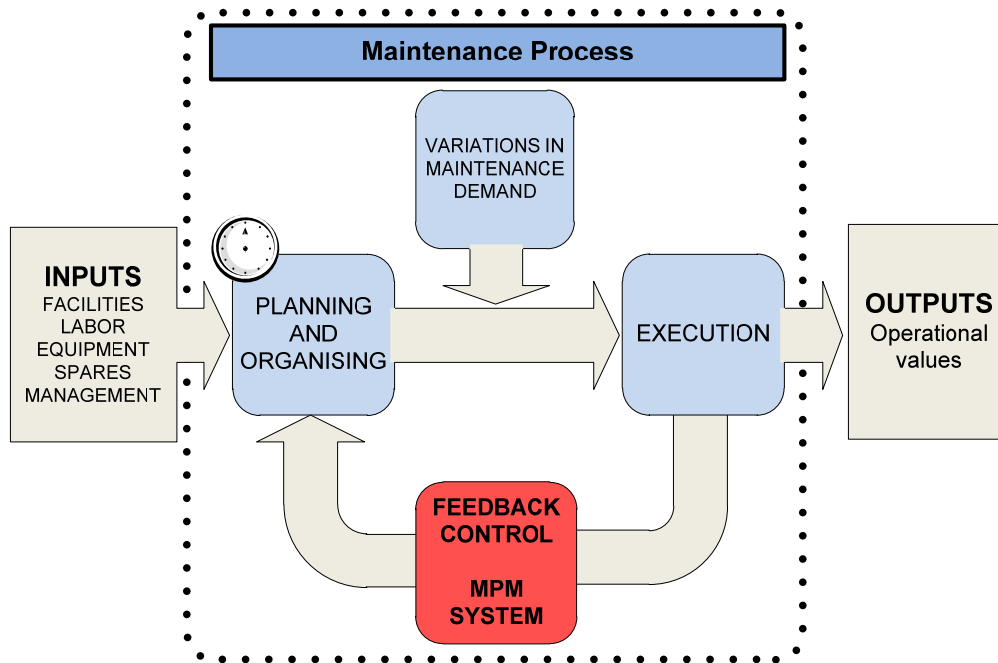 Maintenance Process
VARIATIONS IN
MAINTENANCE
DEMAND
INPUTS
FACILITIES
LABOR
EQUIPMENT
SPARES
MANAGEMENT
PLANNING
AND
ORGANISING
EXECUTION
OUTPUTS
Operational
values
FEEDBACK
CONTROL
MPM
SYSTEM